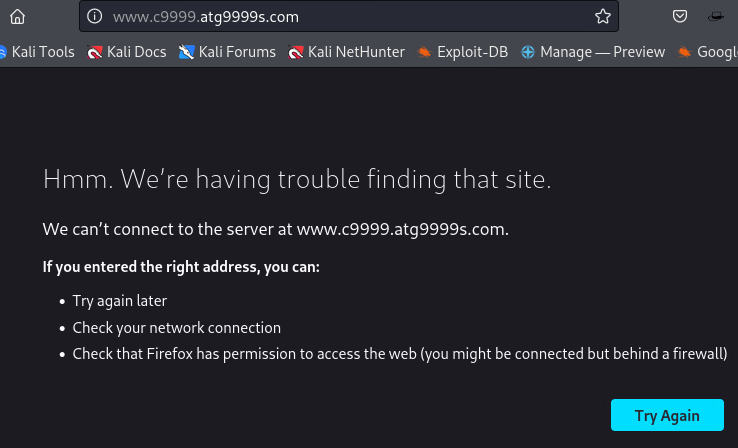 www.c9999.atg9999s.com
Kali Tools Kali Docs Kali Forums Kali NetHunter Exploit-DB Manage — Preview Googl
Hmm. We're having trouble finding that site.
We can't connect to the server at www.c9999.atg9999s.com.
If you entered the right address, you can:
• Try again later
• Check your network connection
• Check that Firefox has permission to access the web (you might be connected but behind a firewall)
Try Again